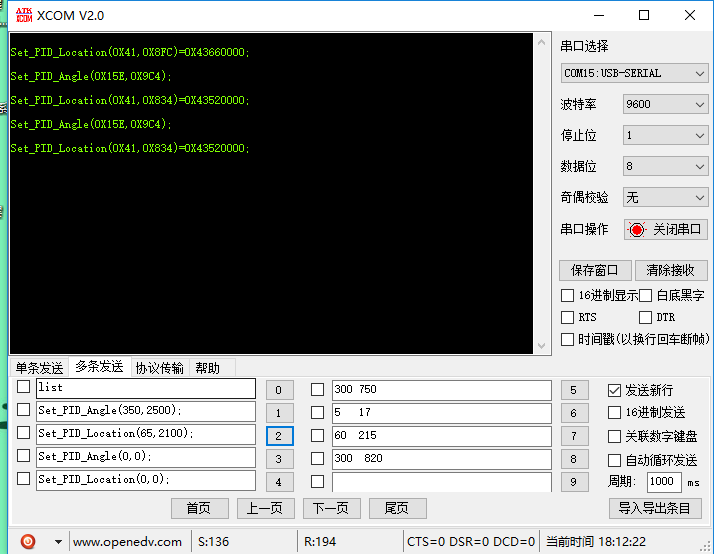 ATK XCOM XCOM V2.0
Set_PID_Location(0X41,0X8FC)=0X43660000;
Set_PID_Angle(0X15E,0X9C4);
Set_PID_Location(0X41,0X834)=0X43520000;
Set_PID_Angle(0X15E,0X9C4);
Set_PID_Location(0X41,0X834)=0X43520000;
串口选择
COM15:USB-SERIAL
波特率 9600
停止位 1
数据位 8
奇偶校验 无
串口操作 关闭串口
保存窗口 清除接收
16进制显示 白底黑字
RTS DTR
时间戳(以换行回车断帧)
单条发送 多条发送 协议传输 帮助
list 0 300 750 5 发送新行
Set_PID_Angle(350,2500); 1 5 17 6 16进制发送
Set_PID_Location(65,2100); 2 60 215 7 关联数字键盘
Set_PID_Angle(0,0); 3 300 820 8 自动循环发送
Set_PID_Location(0,0); 4 9 周期: 1000 ms
首页 上一页 下一页 尾页 导入导出条目
www.openedv.com S:136 R:194 CTS=0 DSR=0 DCD=0 当前时间 18:12:22